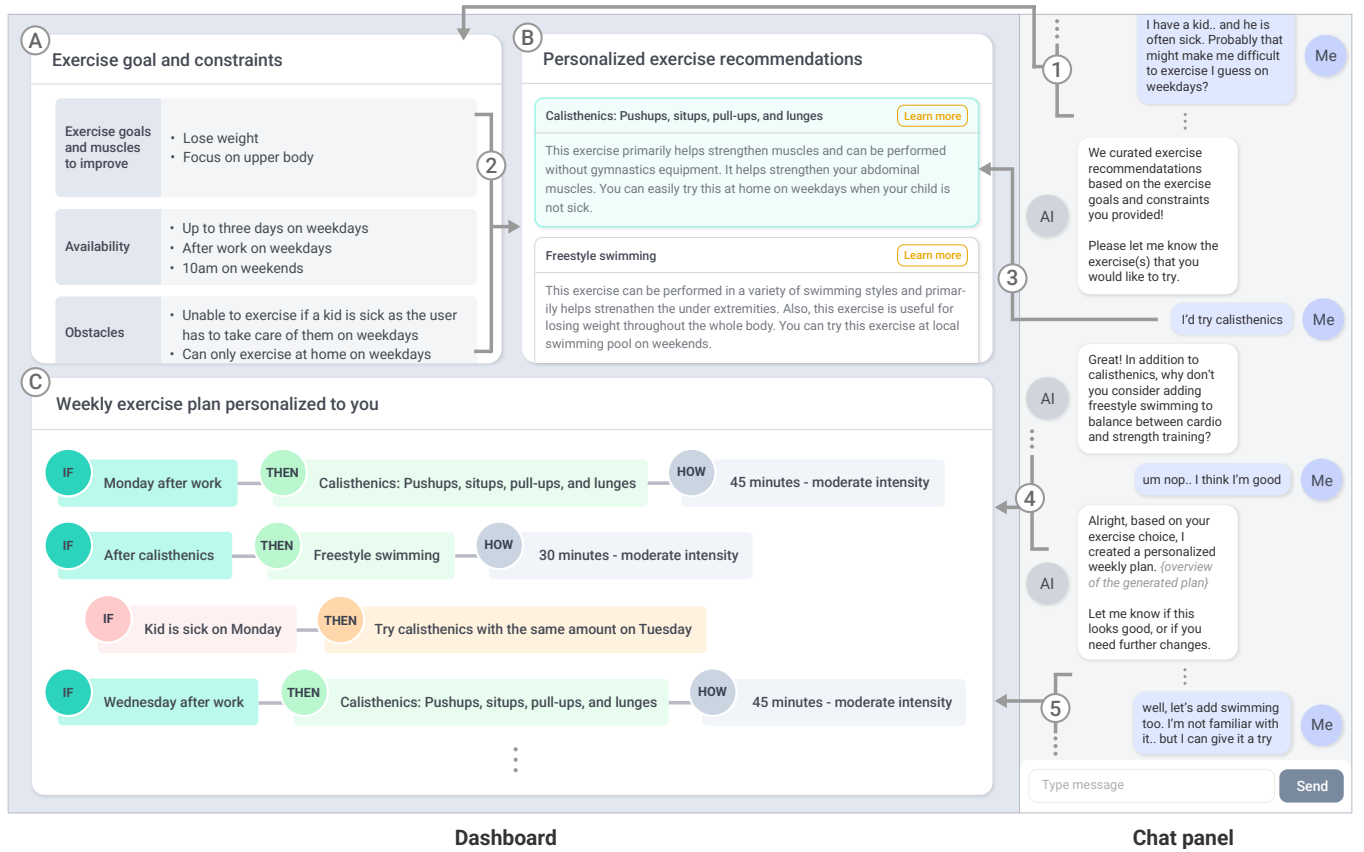 A
Exercise goal and constraints
Exercise goals
and muscles
to improve
• Lose weight
• Focus on upper body
Availability
• Up to three days on weekdays
• After work on weekdays
• 10am on weekends
Obstacles
• Unable to exercise if a kid is sick as the user
has to take care of them on weekdays
• Can only exercise at home on weekdays
2
B
Personalized exercise recommendations
Calisthenics: Pushups, situps, pull-ups, and lunges
Learn more
This exercise primarily helps strengthen muscles and can be performed
without gymnastics equipment. It helps strengthen your abdominal
muscles. You can easily try this at home on weekdays when your child is
not sick.
Freestyle swimming
Learn more
This exercise can be performed in a variety of swimming styles and primar-
ily helps strenathen the under extremities. Also, this exercise is useful for
losing weight throughout the whole body. You can try this exercise at local
swimming pool on weekends.
C
Weekly exercise plan personalized to you
IF
Monday after work
THEN
Calisthenics: Pushups, situps, pull-ups, and lunges
HOW
45 minutes - moderate intensity
IF
After calisthenics
THEN
Freestyle swimming
HOW
30 minutes - moderate intensity
IF
Kid is sick on Monday
THEN
Try calisthenics with the same amount on Tuesday
IF
Wednesday after work
THEN
Calisthenics: Pushups, situps, pull-ups, and lunges
HOW
45 minutes - moderate intensity
Dashboard
1
I have a kid.. and he is
often sick. Probably that
might make me difficult
to exercise I guess on
weekdays?
Me
AI
We curated exercise
recommendatations
based on the exercise
goals and constraints
you provided!
Please let me know the
exercise(s) that you
would like to try.
3
I'd try calisthenics
Me
AI
Great! In addition to
calisthenics, why don't
you consider adding
freestyle swimming to
balance between cardio
and strength training?
4
um nop.. I think I'm good
Me
AI
Alright, based on your
exercise choice, I
created a personalized
weekly plan. {overview
of the generated plan}
Let me know if this
looks good, or if you
need further changes.
5
well, let's add swimming
too. I'm not familiar with
it.. but I can give it a try
Me
Type message
Send
Chat panel